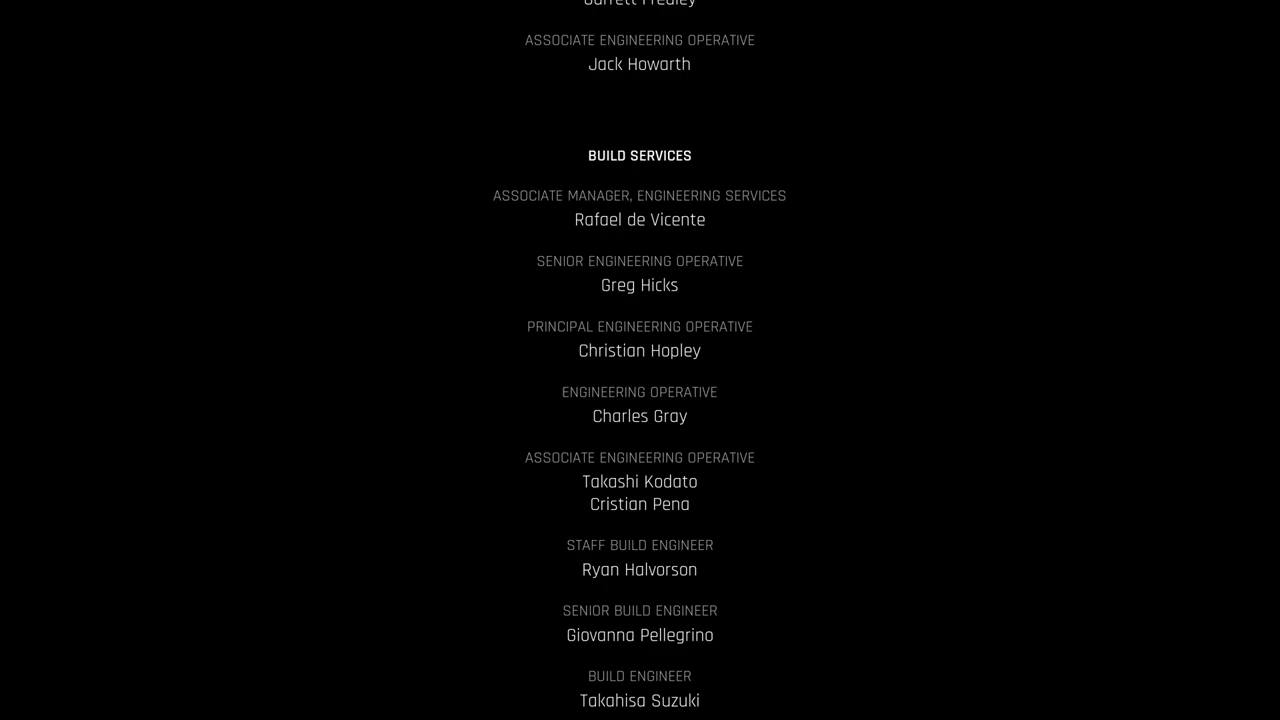 ASSOCIATE ENGINEERING OPERATIVE
Jack Howarth
BUILD SERVICES
ASSOCIATE MANAGER, ENGINEERING SERVICES
Rafael de Vicente
SENIOR ENGINEERING OPERATIVE
Greg Hicks
PRINCIPAL ENGINEERING OPERATIVE
Christian Hopley
ENGINEERING OPERATIVE
Charles Gray
ASSOCIATE ENGINEERING OPERATIVE
Takashi Kodato
Cristian Pena
STAFF BUILD ENGINEER
Ryan Halvorson
SENIOR BUILD ENGINEER
Giovanna Pellegrino
BUILD ENGINEER
Takahisa Suzuki